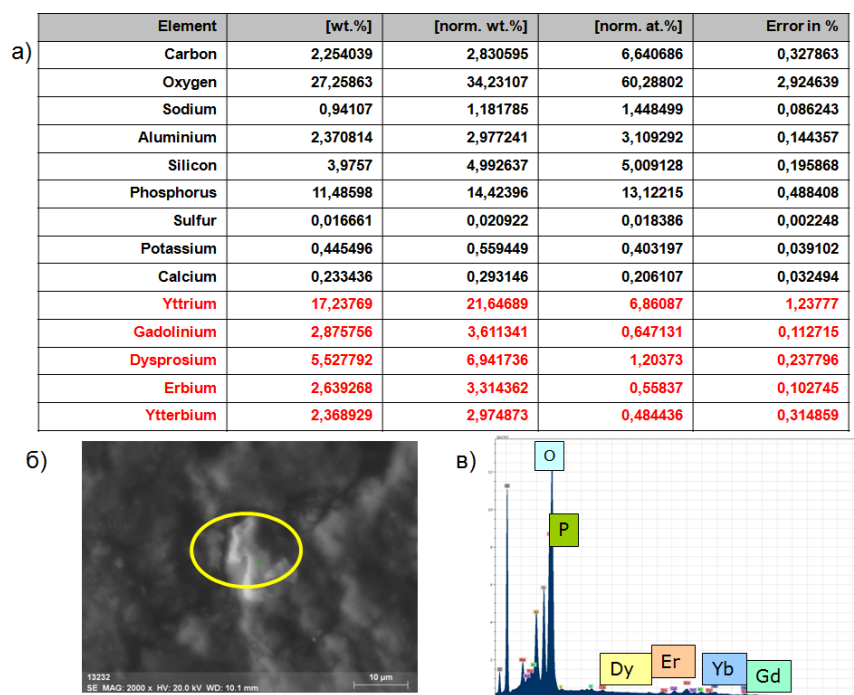 а)
Element [wt.%] [norm. wt.%] [norm. at.%] Error in %
Carbon 2,254039 2,830595 6,640686 0,327863
Oxygen 27,25863 34,23107 60,28802 2,924639
Sodium 0,94107 1,181785 1,448499 0,086243
Aluminium 2,370814 2,977241 3,109292 0,144357
Silicon 3,9757 4,992637 5,009128 0,195868
Phosphorus 11,48598 14,42396 13,12215 0,488408
Sulfur 0,016661 0,020922 0,018386 0,002248
Potassium 0,445496 0,559449 0,403197 0,039102
Calcium 0,233436 0,293146 0,206107 0,032494
Yttrium 17,23769 21,64689 6,86087 1,23777
Gadolinium 2,875756 3,611341 0,647131 0,112715
Dysprosium 5,527792 6,941736 1,20373 0,237796
Erbium 2,639268 3,314362 0,55837 0,102745
Ytterbium 2,368929 2,974873 0,484436 0,314859
б)
13232
SE MAG: 2000 x HV: 20.0 kV WD: 10.1 mm
10 µm
в)
O
P
Dy Er Yb Gd